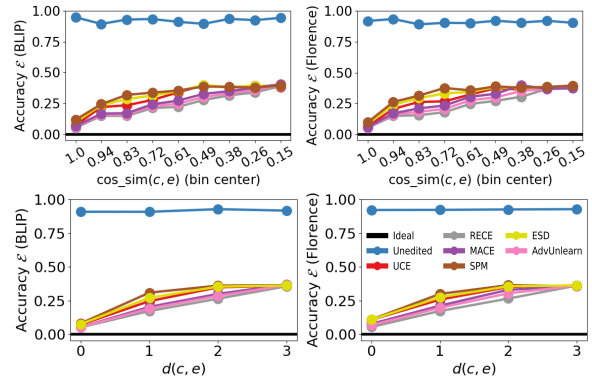 Accuracy ℰ (BLIP)
1.00
0.75
0.50
0.25
0.00
1.0 0.94 0.83 0.72 0.61 0.49 0.38 0.26 0.15
cos_sim(c, e) (bin center)
Accuracy ℰ (Florence)
1.00
0.75
0.50
0.25
0.00
1.0 0.94 0.83 0.72 0.61 0.49 0.38 0.26 0.15
cos_sim(c, e) (bin center)
Accuracy ℰ (BLIP)
1.00
0.75
0.50
0.25
0.00
0 1 2 3
d(c, e)
Accuracy ℰ (Florence)
1.00
0.75
0.50
0.25
0.00
Ideal RECE ESD
Unedited MACE AdvUnlearn
UCE SPM
0 1 2 3
d(c, e)